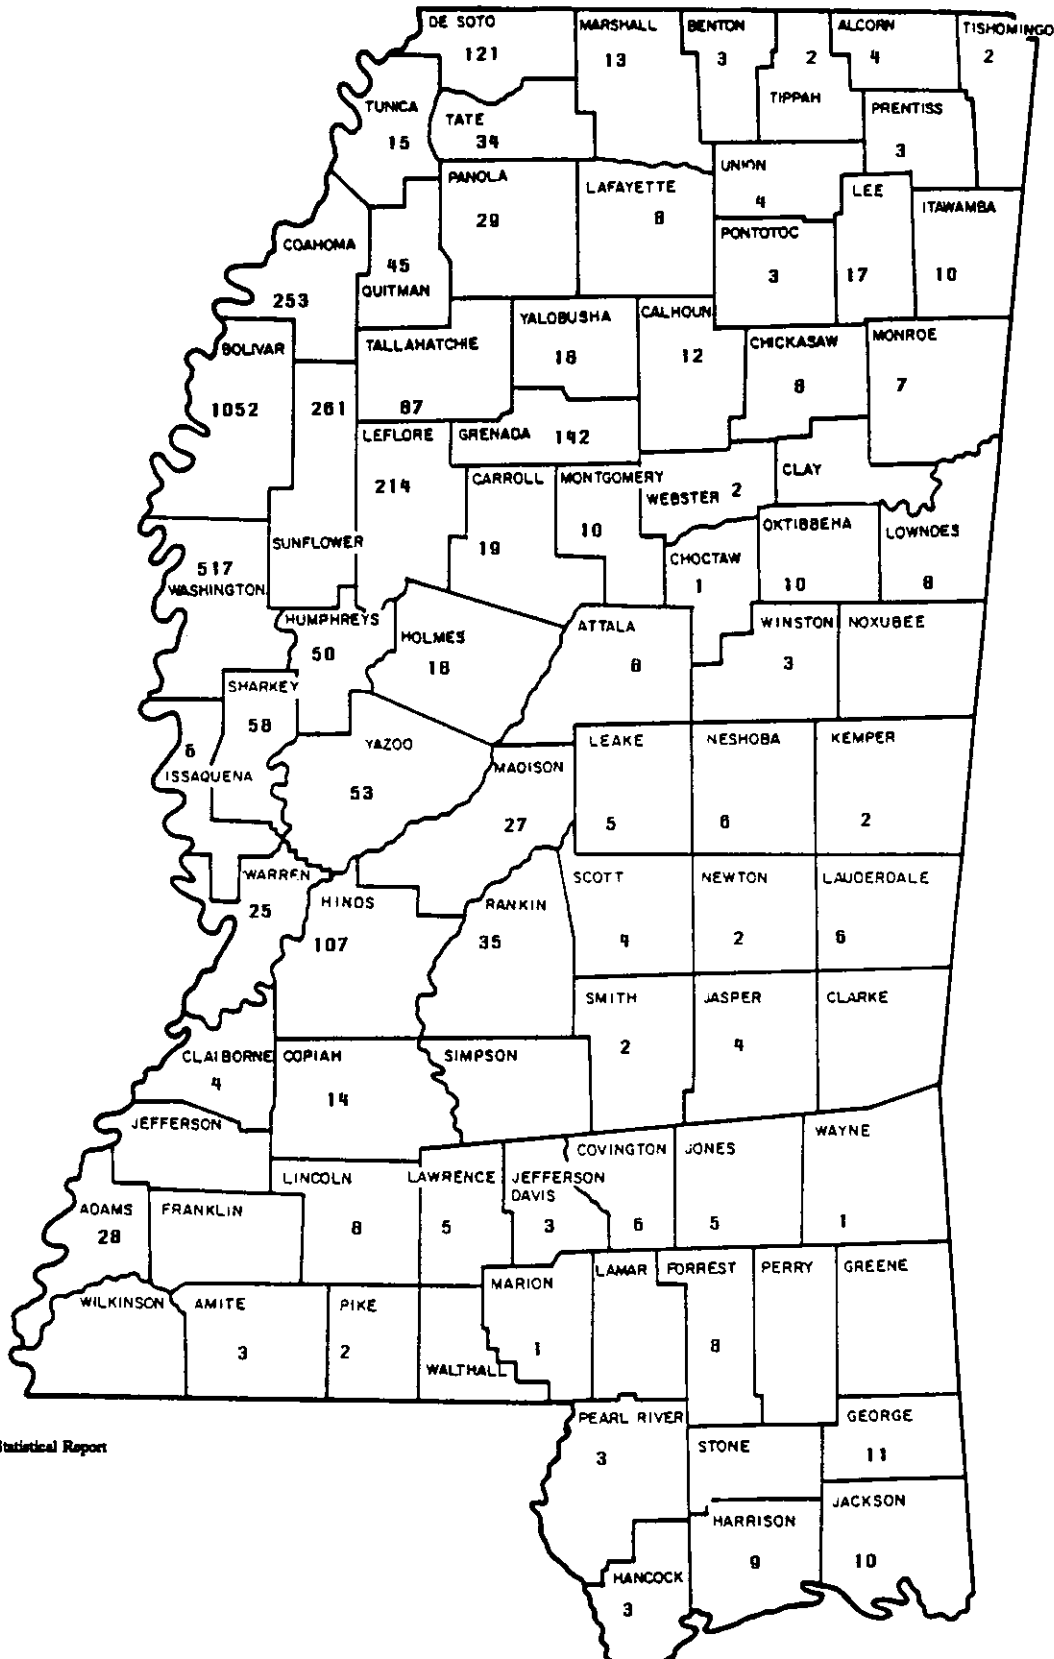 DE SOTO
121
MARSHALL
13
BENTON
3
2
TIPPAH
ALCORN
4
TISHOMINGO
2
TUNICA
15
TATE
34
PRENTISS
3
PANOLA
29
LAFAYETTE
8
UNION
4
LEE
17
ITAWAMBA
10
COAHOMA
253
45
QUITMAN
PONTOTOC
3
BOLIVAR
1052
261
SUNFLOWER
TALLAHATCHIE
87
YALOBUSHA
18
CALHOUN
12
CHICKASAW
8
MONROE
7
LEFLORE
214
GRENADA 142
CARROLL
19
MONTGOMERY
10
WEBSTER 2
CLAY
517
WASHINGTON
CHOCTAW
1
OKTIBBEHA
10
LOWNDES
8
HUMPHREYS
50
HOLMES
18
ATTALA
8
WINSTON
3
NOXUBEE
SHARKEY
58
6
ISSAQUENA
YAZOO
53
MADISON
27
LEAKE
5
NESHOBA
6
KEMPER
2
WARREN
25
HINDS
107
RANKIN
35
SCOTT
4
NEWTON
2
LAUDERDALE
6
SMITH
2
JASPER
4
CLARKE
CLAIBORNE
4
COPIAH
14
SIMPSON
JEFFERSON
LINCOLN
8
LAWRENCE
5
JEFFERSON
DAVIS
3
COVINGTON
6
JONES
5
WAYNE
1
ADAMS
28
FRANKLIN
WILKINSON
AMITE
3
PIKE
2
WALTHALL
MARION
1
LAMAR
FORREST
8
PERRY
GREENE
PEARL RIVER
3
STONE
GEORGE
11
Statistical Report
HARRISON
9
JACKSON
10
HANCOCK
3